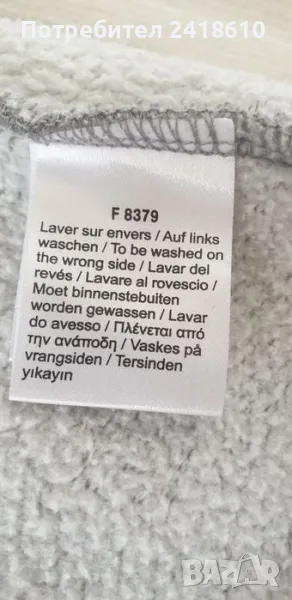 Потребител 2418610
F 8379
Laver sur envers / Auf links
waschen / To be washed on
the wrong side / Lavar del
revés / Lavare al rovescio /
Moet binnenstebuiten
worden gewassen / Lavar
do avesso / Πλένεται από
την ανάποδη / Vaskes på
vrangsiden / Tersinden
yıkayın
BAZAR
bg